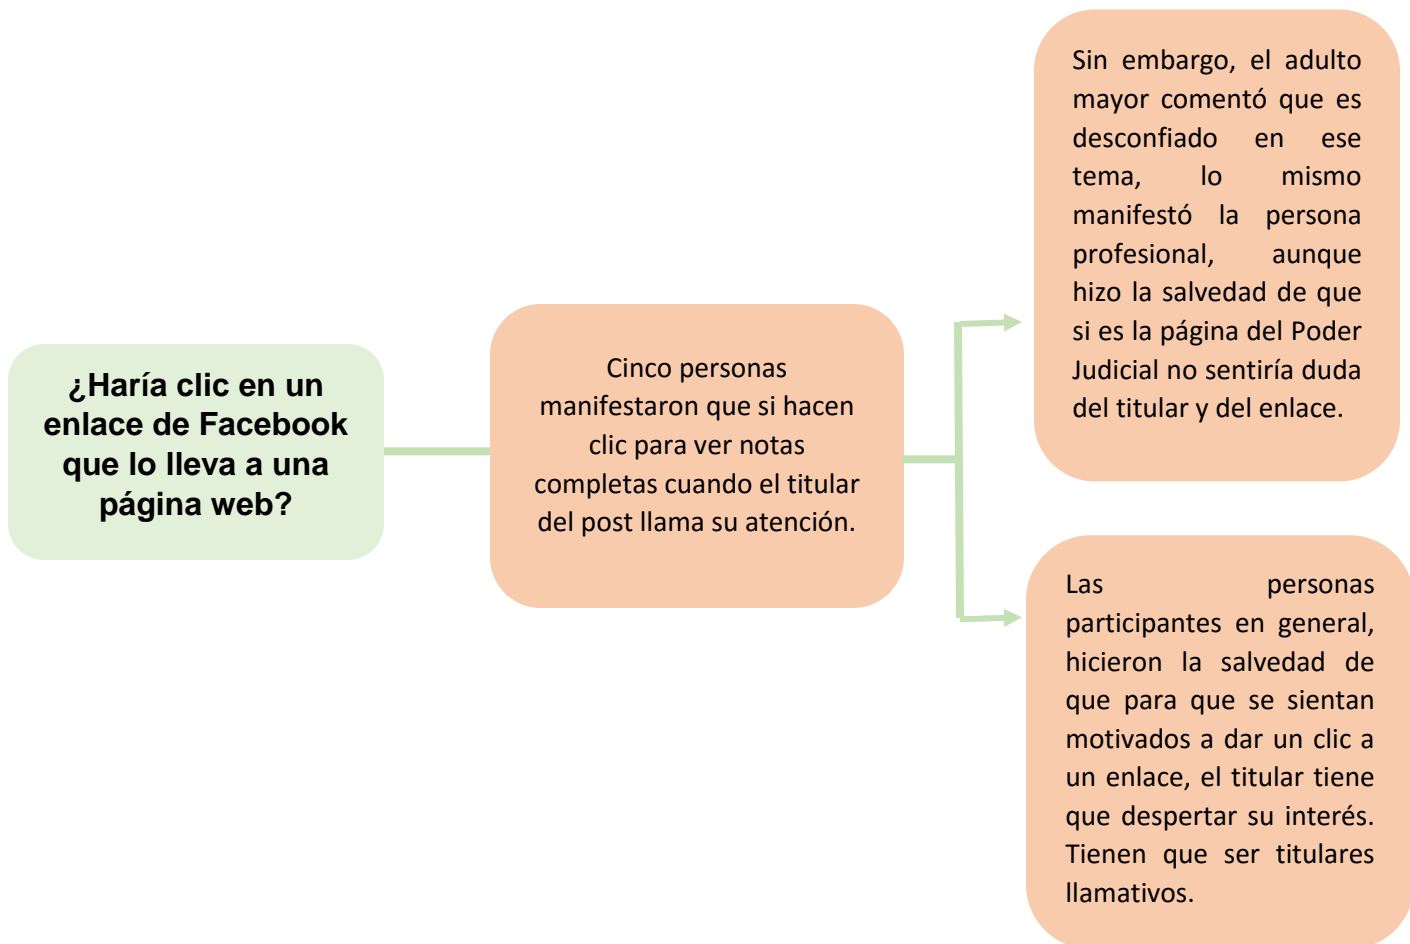 ¿Haría clic en un
enlace de Facebook
que lo lleva a una
página web?
Cinco personas
manifestaron que si hacen
clic para ver notas
completas cuando el titular
del post llama su atención.
Sin embargo, el adulto
mayor comentó que es
desconfiado en ese
tema, lo mismo
manifestó la persona
profesional, aunque
hizo la salvedad de que
si es la página del Poder
Judicial no sentiría duda
del titular y del enlace.
Las personas
participantes en general,
hicieron la salvedad de
que para que se sientan
motivados a dar un clic a
un enlace, el titular tiene
que despertar su interés.
Tienen que ser titulares
llamativos.